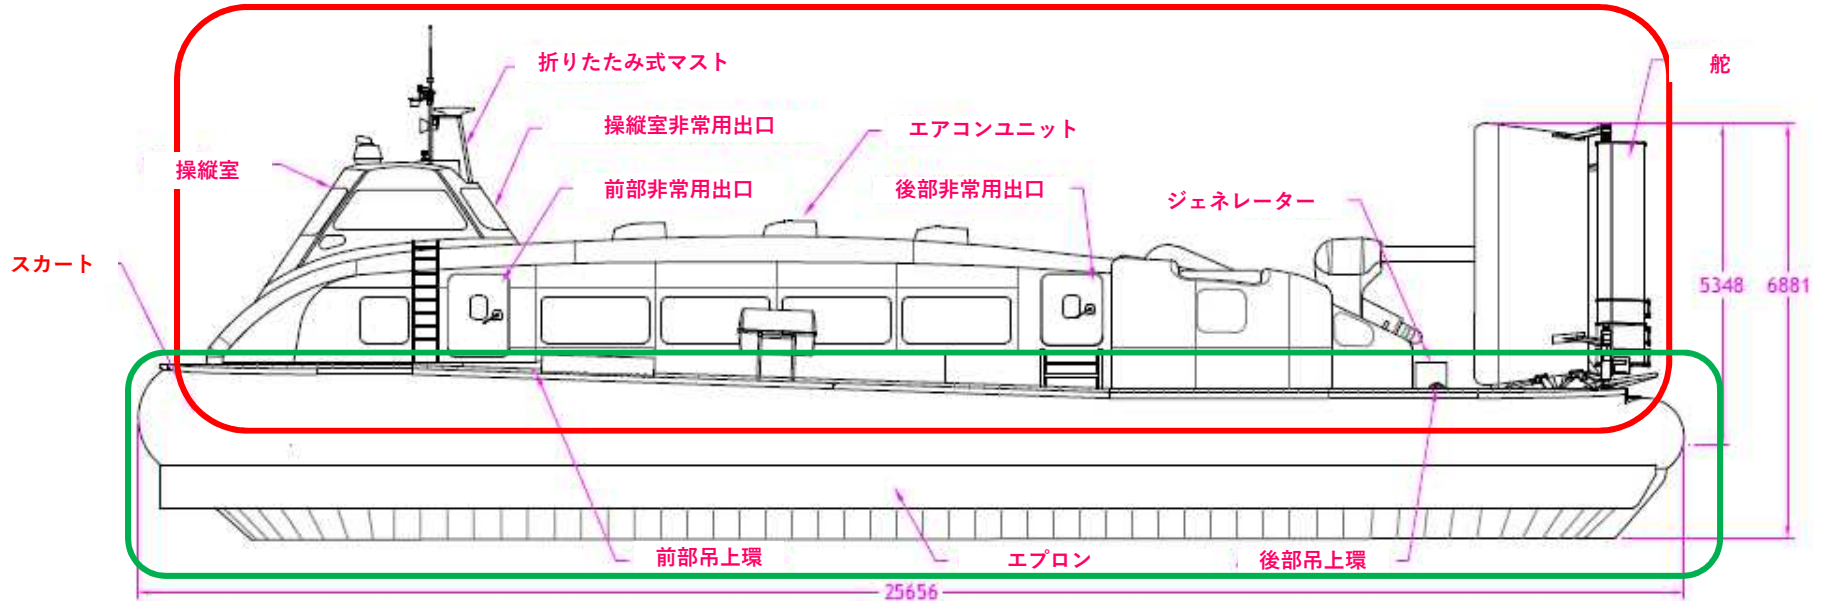 折りたたみ式マスト
舵
操縦室非常用出口
エアコンユニット
操縦室
前部非常用出口
後部非常用出口
ジェネレーター
スカート
5348
6881
前部吊上環
エプロン
後部吊上環
25656